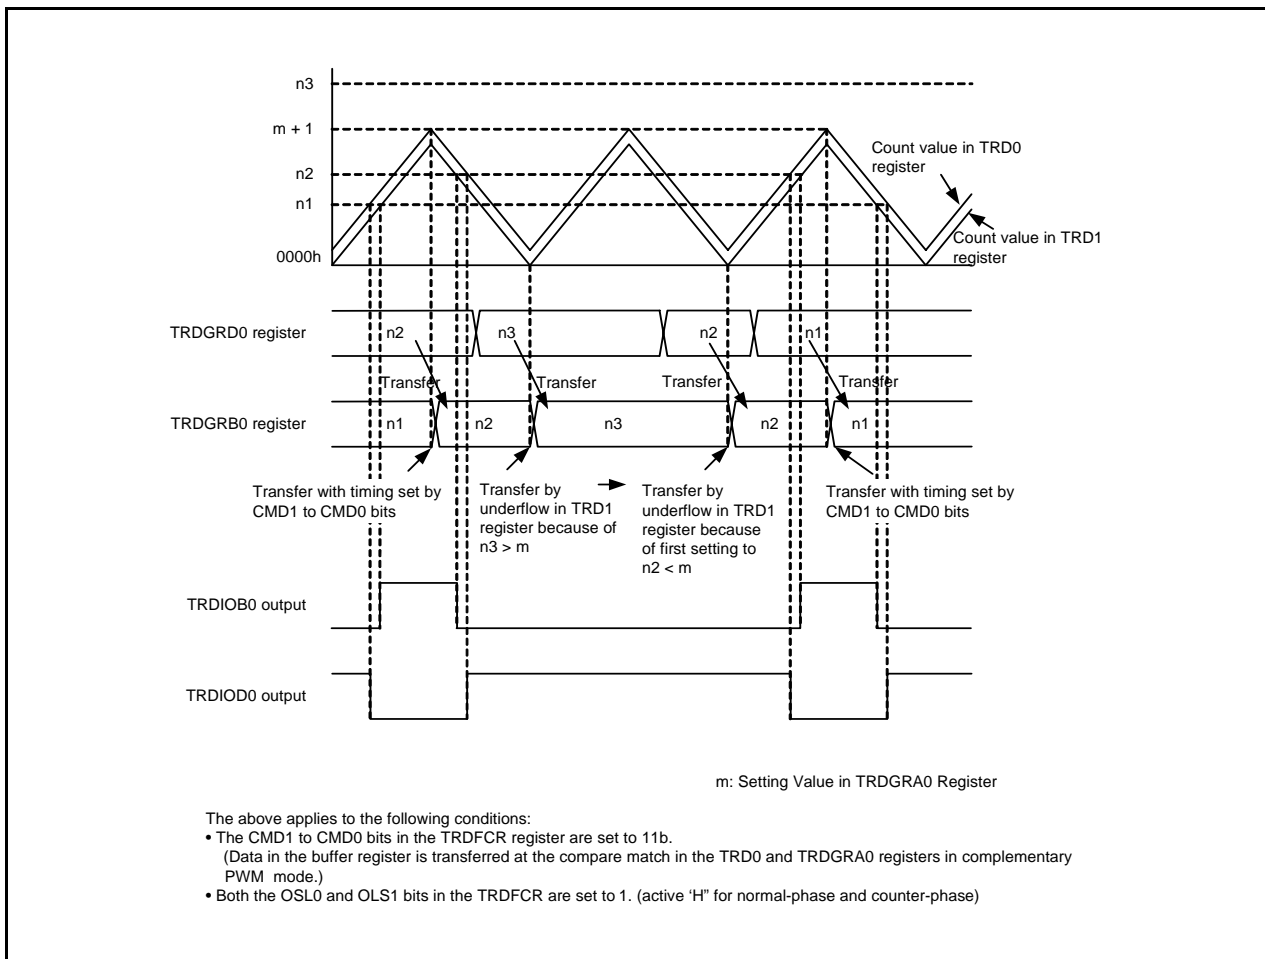 n3
m + 1
n2
n1
0000h
Count value in TRD0
register
Count value in TRD1
register
TRDGRD0 register
n2
n3
n2
n1
Transfer
Transfer
Transfer
Transfer
TRDGRB0 register
n1
n2
n3
n2
n1
Transfer with timing set by
CMD1 to CMD0 bits
Transfer by
underflow in TRD1
register because of
n3 > m
Transfer by
underflow in TRD1
register because
of first setting to
n2 < m
Transfer with timing set by
CMD1 to CMD0 bits
TRDIOB0 output
TRDIOD0 output
m: Setting Value in TRDGRA0 Register
The above applies to the following conditions:
• The CMD1 to CMD0 bits in the TRDFCR register are set to 11b.
(Data in the buffer register is transferred at the compare match in the TRD0 and TRDGRA0 registers in complementary
PWM mode.)
• Both the OSL0 and OLS1 bits in the TRDFCR are set to 1. (active ‘H” for normal-phase and counter-phase)